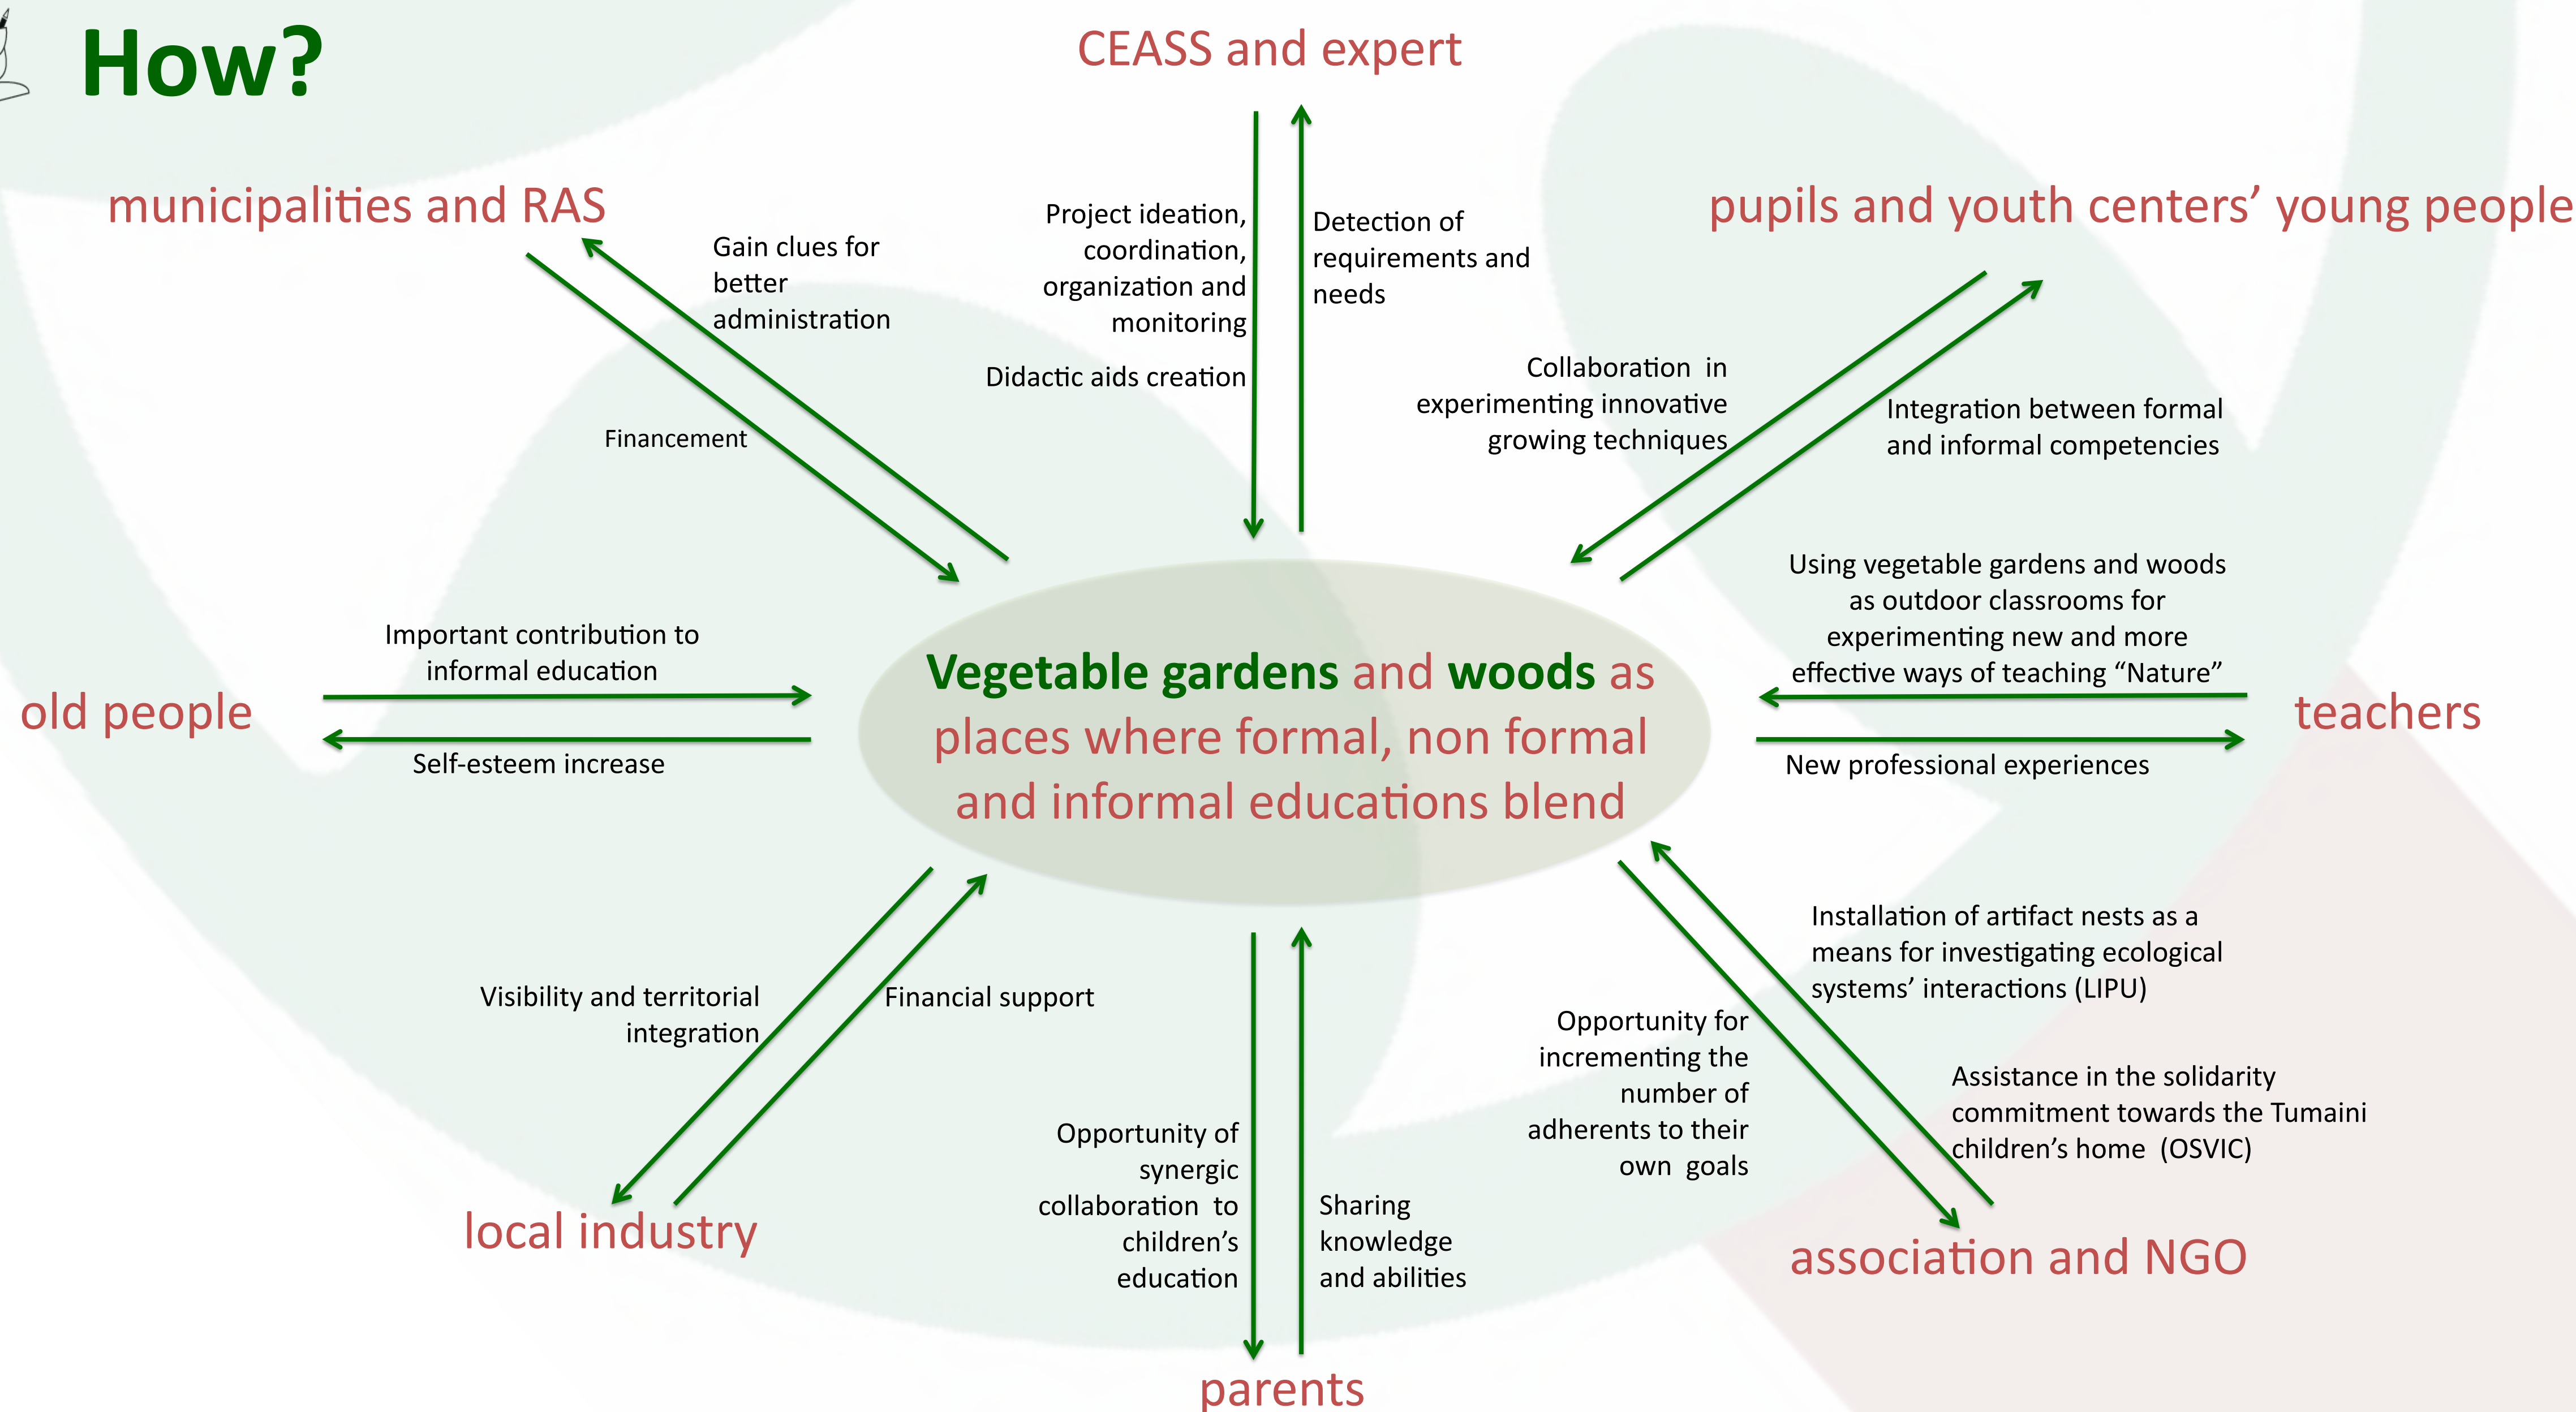 How?
CEASS and expert
municipalities and RAS
pupils and youth centers’ young people
Gain clues for
better
administration
Financement
Project ideation,
coordination,
organization and
monitoring
Didactic aids creation
Detection of
requirements and
needs
Collaboration in
experimenting innovative
growing techniques
Integration between formal
and informal competencies
Important contribution to
informal education
old people
Self-esteem increase
Vegetable gardens and woods as
places where formal, non formal
and informal educations blend
Using vegetable gardens and woods
as outdoor classrooms for
experimenting new and more
effective ways of teaching “Nature”
teachers
New professional experiences
Visibility and territorial
integration
Financial support
local industry
Opportunity of
synergic
collaboration to
children’s
education
Sharing
knowledge
and abilities
parents
Opportunity for
incrementing the
number of
adherents to their
own goals
Installation of artifact nests as a
means for investigating ecological
systems’ interactions (LIPU)
Assistance in the solidarity
commitment towards the Tumaini
children’s home (OSVIC)
association and NGO